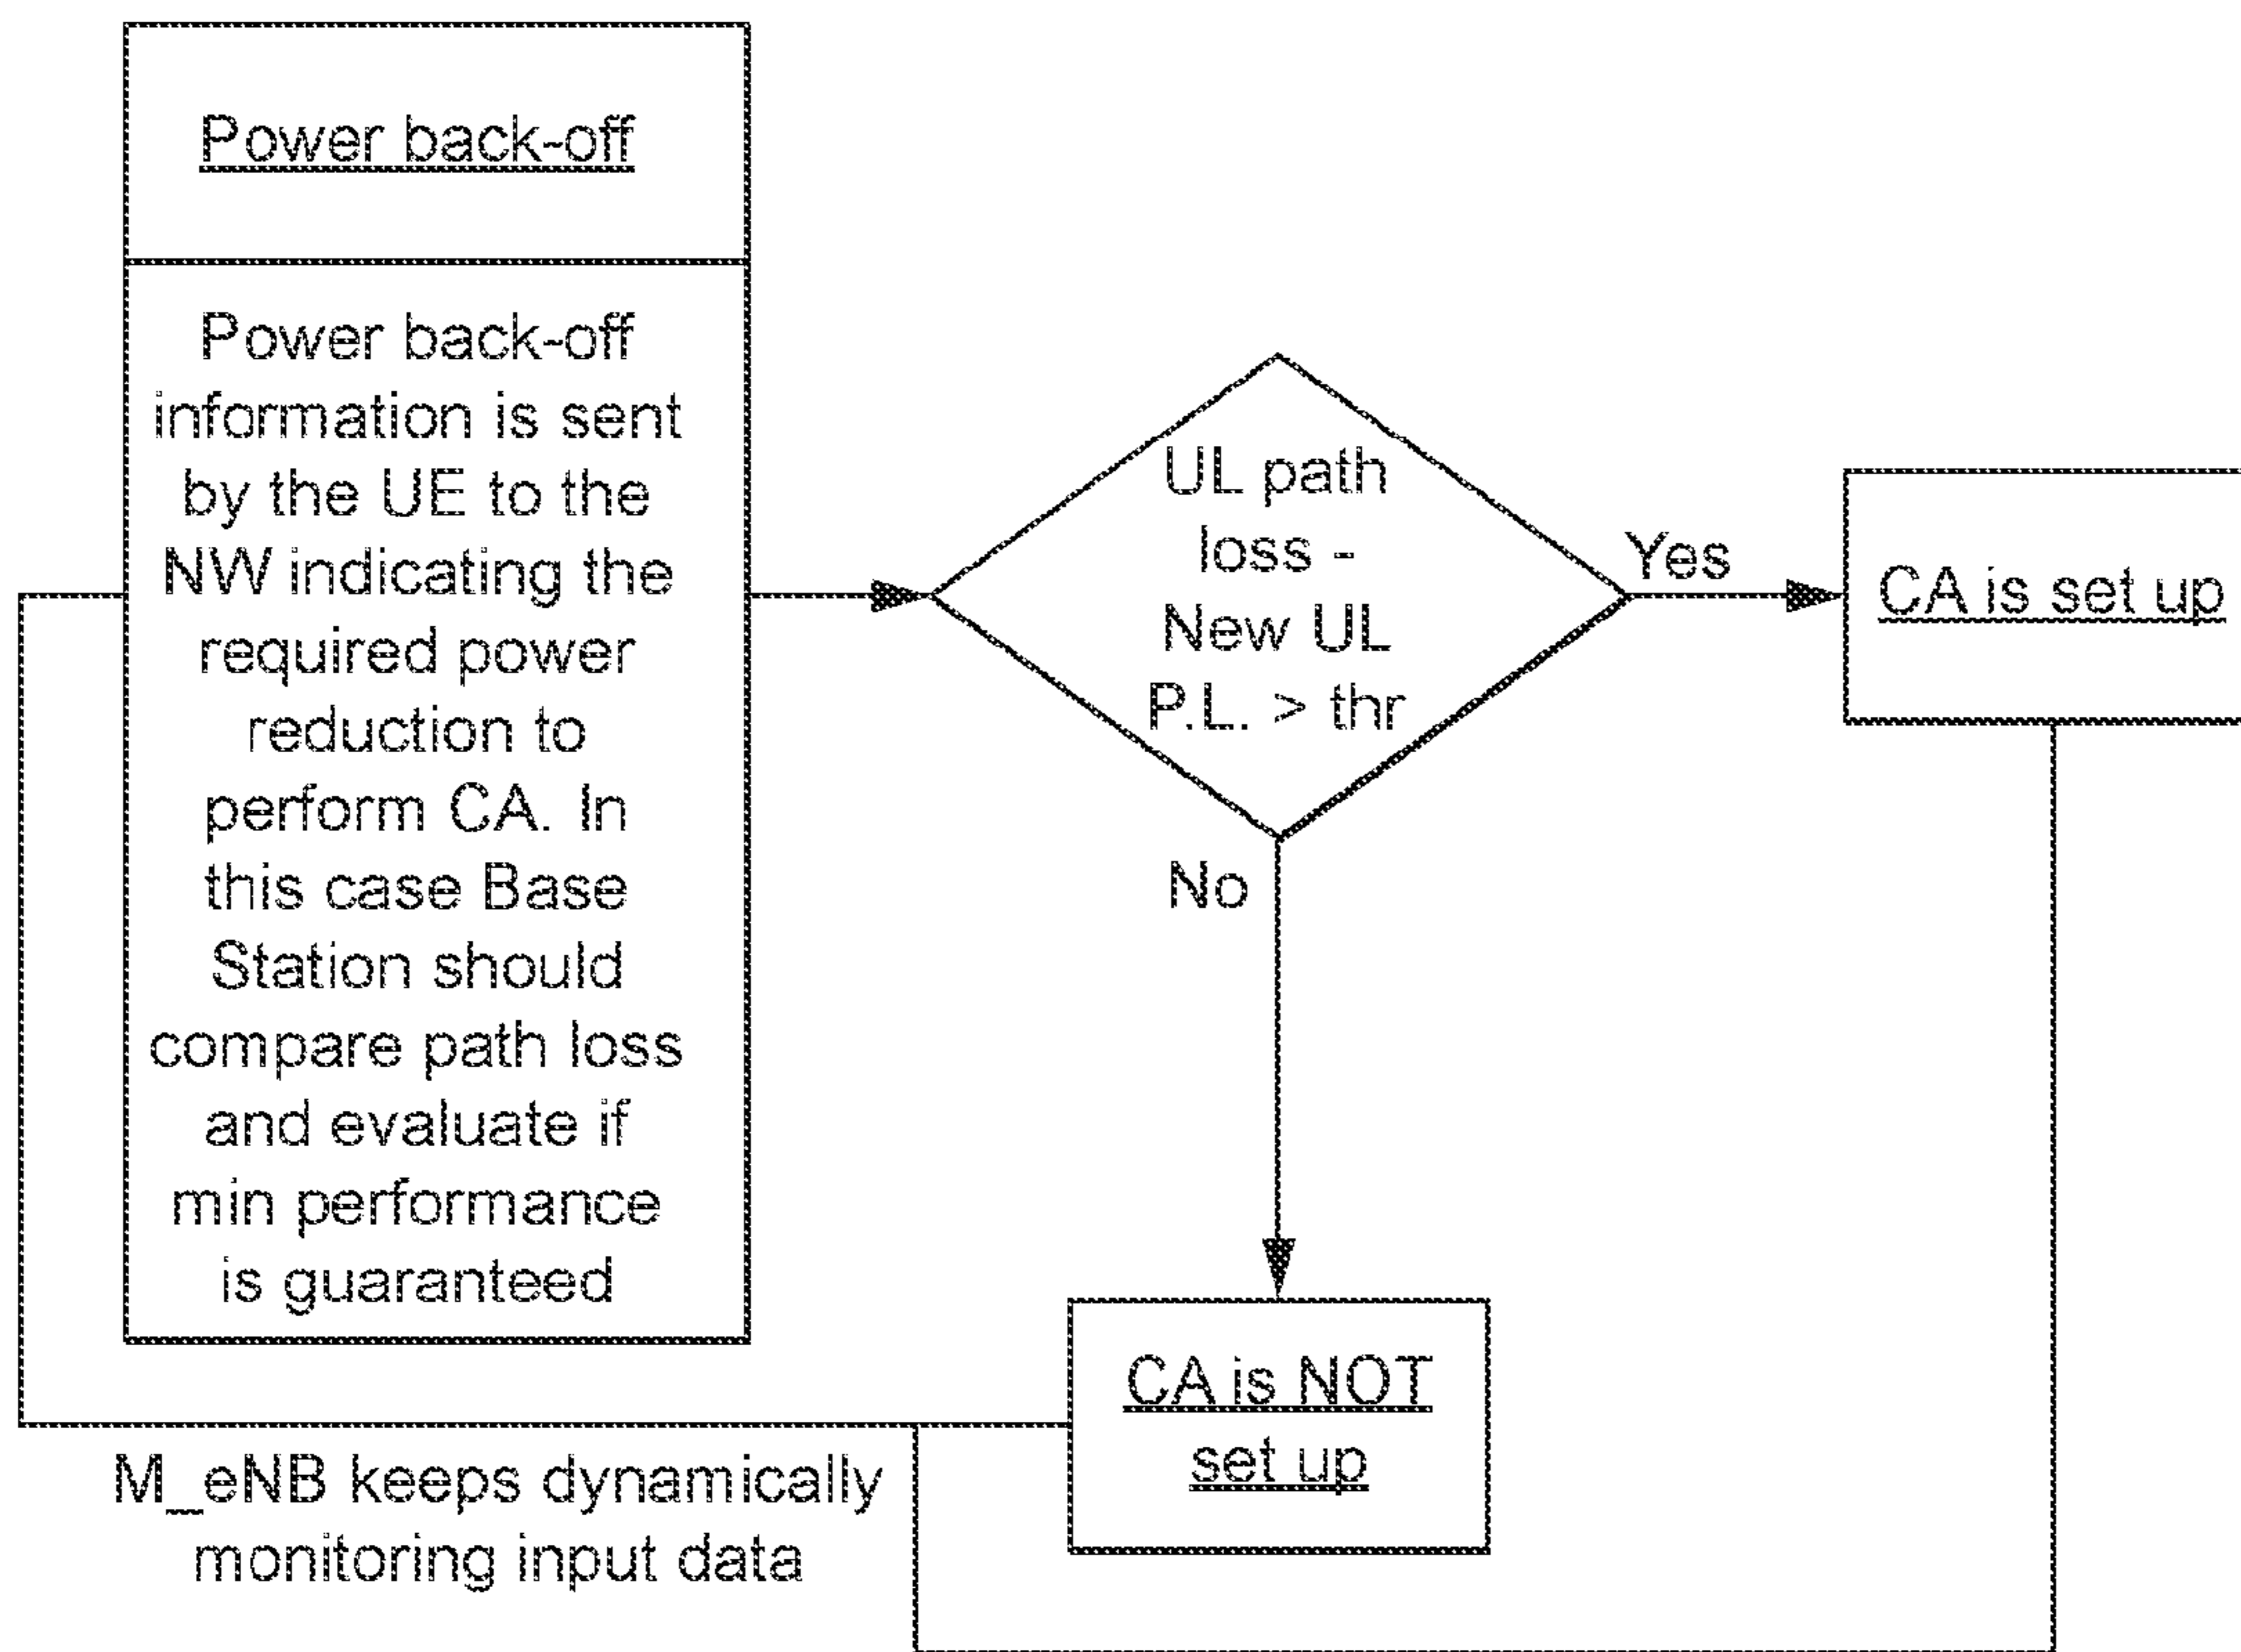 Power back-off
Power back-off
information is sent
by the UE to the
NW indicating the
required power
reduction to
perform CA. In
this case Base
Station should
compare path loss
and evaluate if
min performance
is guaranteed
UL path
loss -
New UL
P.L. > thr
Yes
CA is set up
No
CA is NOT
set up
M_eNB keeps dynamically
monitoring input data